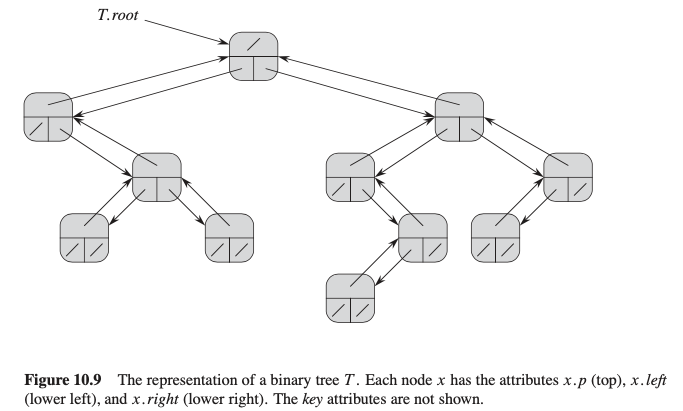 T.root
Figure 10.9 The representation of a binary tree T. Each node x has the attributes x.p (top), x.left
(lower left), and x.right (lower right). The key attributes are not shown.